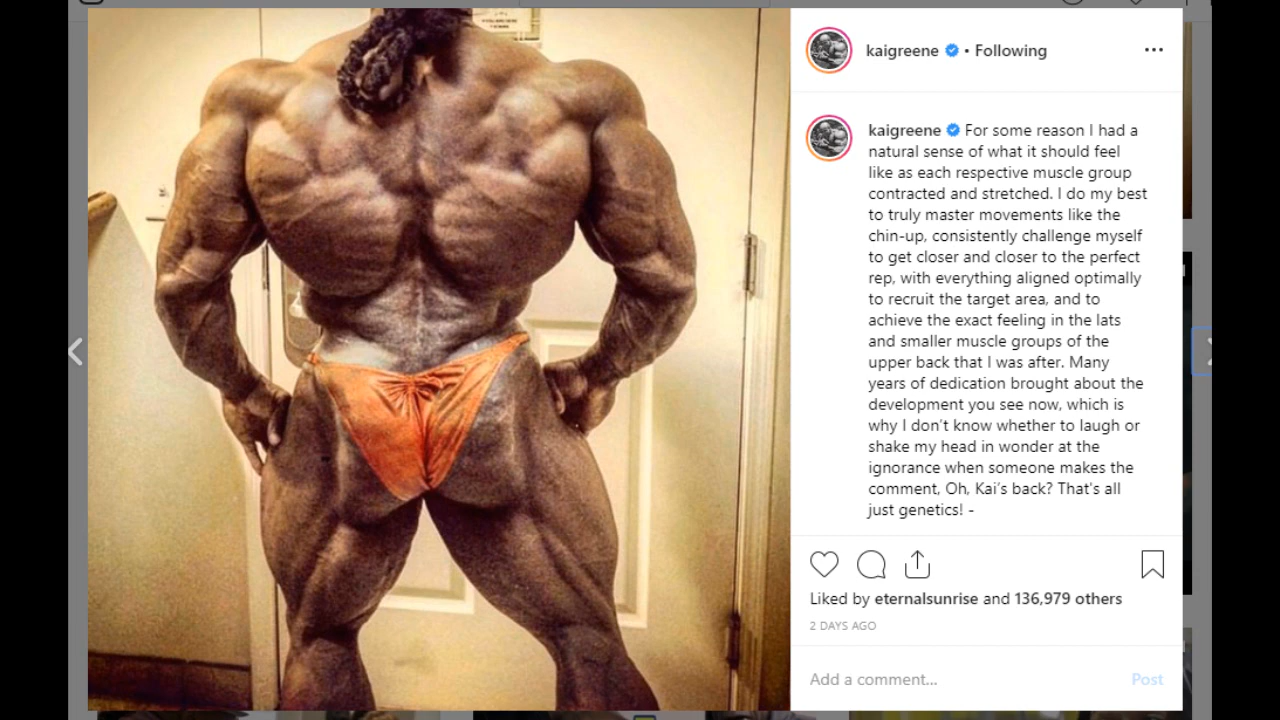 kaigreene • Following
kaigreene For some reason I had a
natural sense of what it should feel
like as each respective muscle group
contracted and stretched. I do my best
to truly master movements like the
chin-up, consistently challenge myself
to get closer and closer to the perfect
rep, with everything aligned optimally
to recruit the target area, and to
achieve the exact feeling in the lats
and smaller muscle groups of the
upper back that I was after. Many
years of dedication brought about the
development you see now, which is
why I don’t know whether to laugh or
shake my head in wonder at the
ignorance when someone makes the
comment, Oh, Kai’s back? That's all
just genetics! -
Liked by eternalsunrise and 136,979 others
2 DAYS AGO
Add a comment...
Post